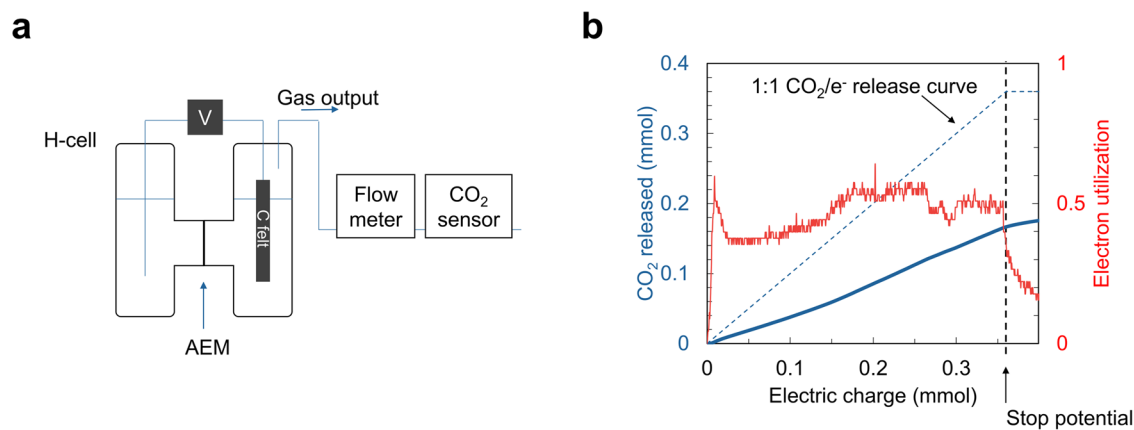 a
V
Gas output
H-cell
C felt
Flow
meter
CO₂
sensor
AEM
b
0.4
0.3
0.2
0.1
0
CO₂ released (mmol)
1:1 CO₂/e⁻ release curve
1
0.5
0
Electron utilization
0
0.1
0.2
0.3
Electric charge (mmol)
Stop potential